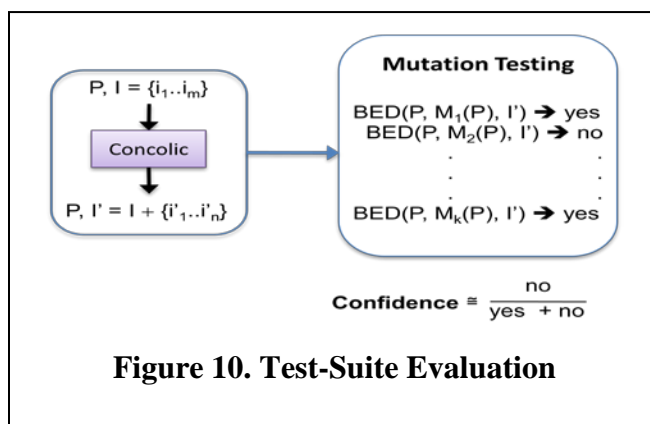 P, I = {i₁..iₘ}
Concolic
P, I' = I + {i'₁..i'ₙ}
Mutation Testing
BED(P, M₁(P), I') ➔ yes
BED(P, M₂(P), I') ➔ no
. .
. .
. .
BED(P, Mₖ(P), I') ➔ yes
Confidence ≅ no
yes + no
Figure 10. Test-Suite Evaluation